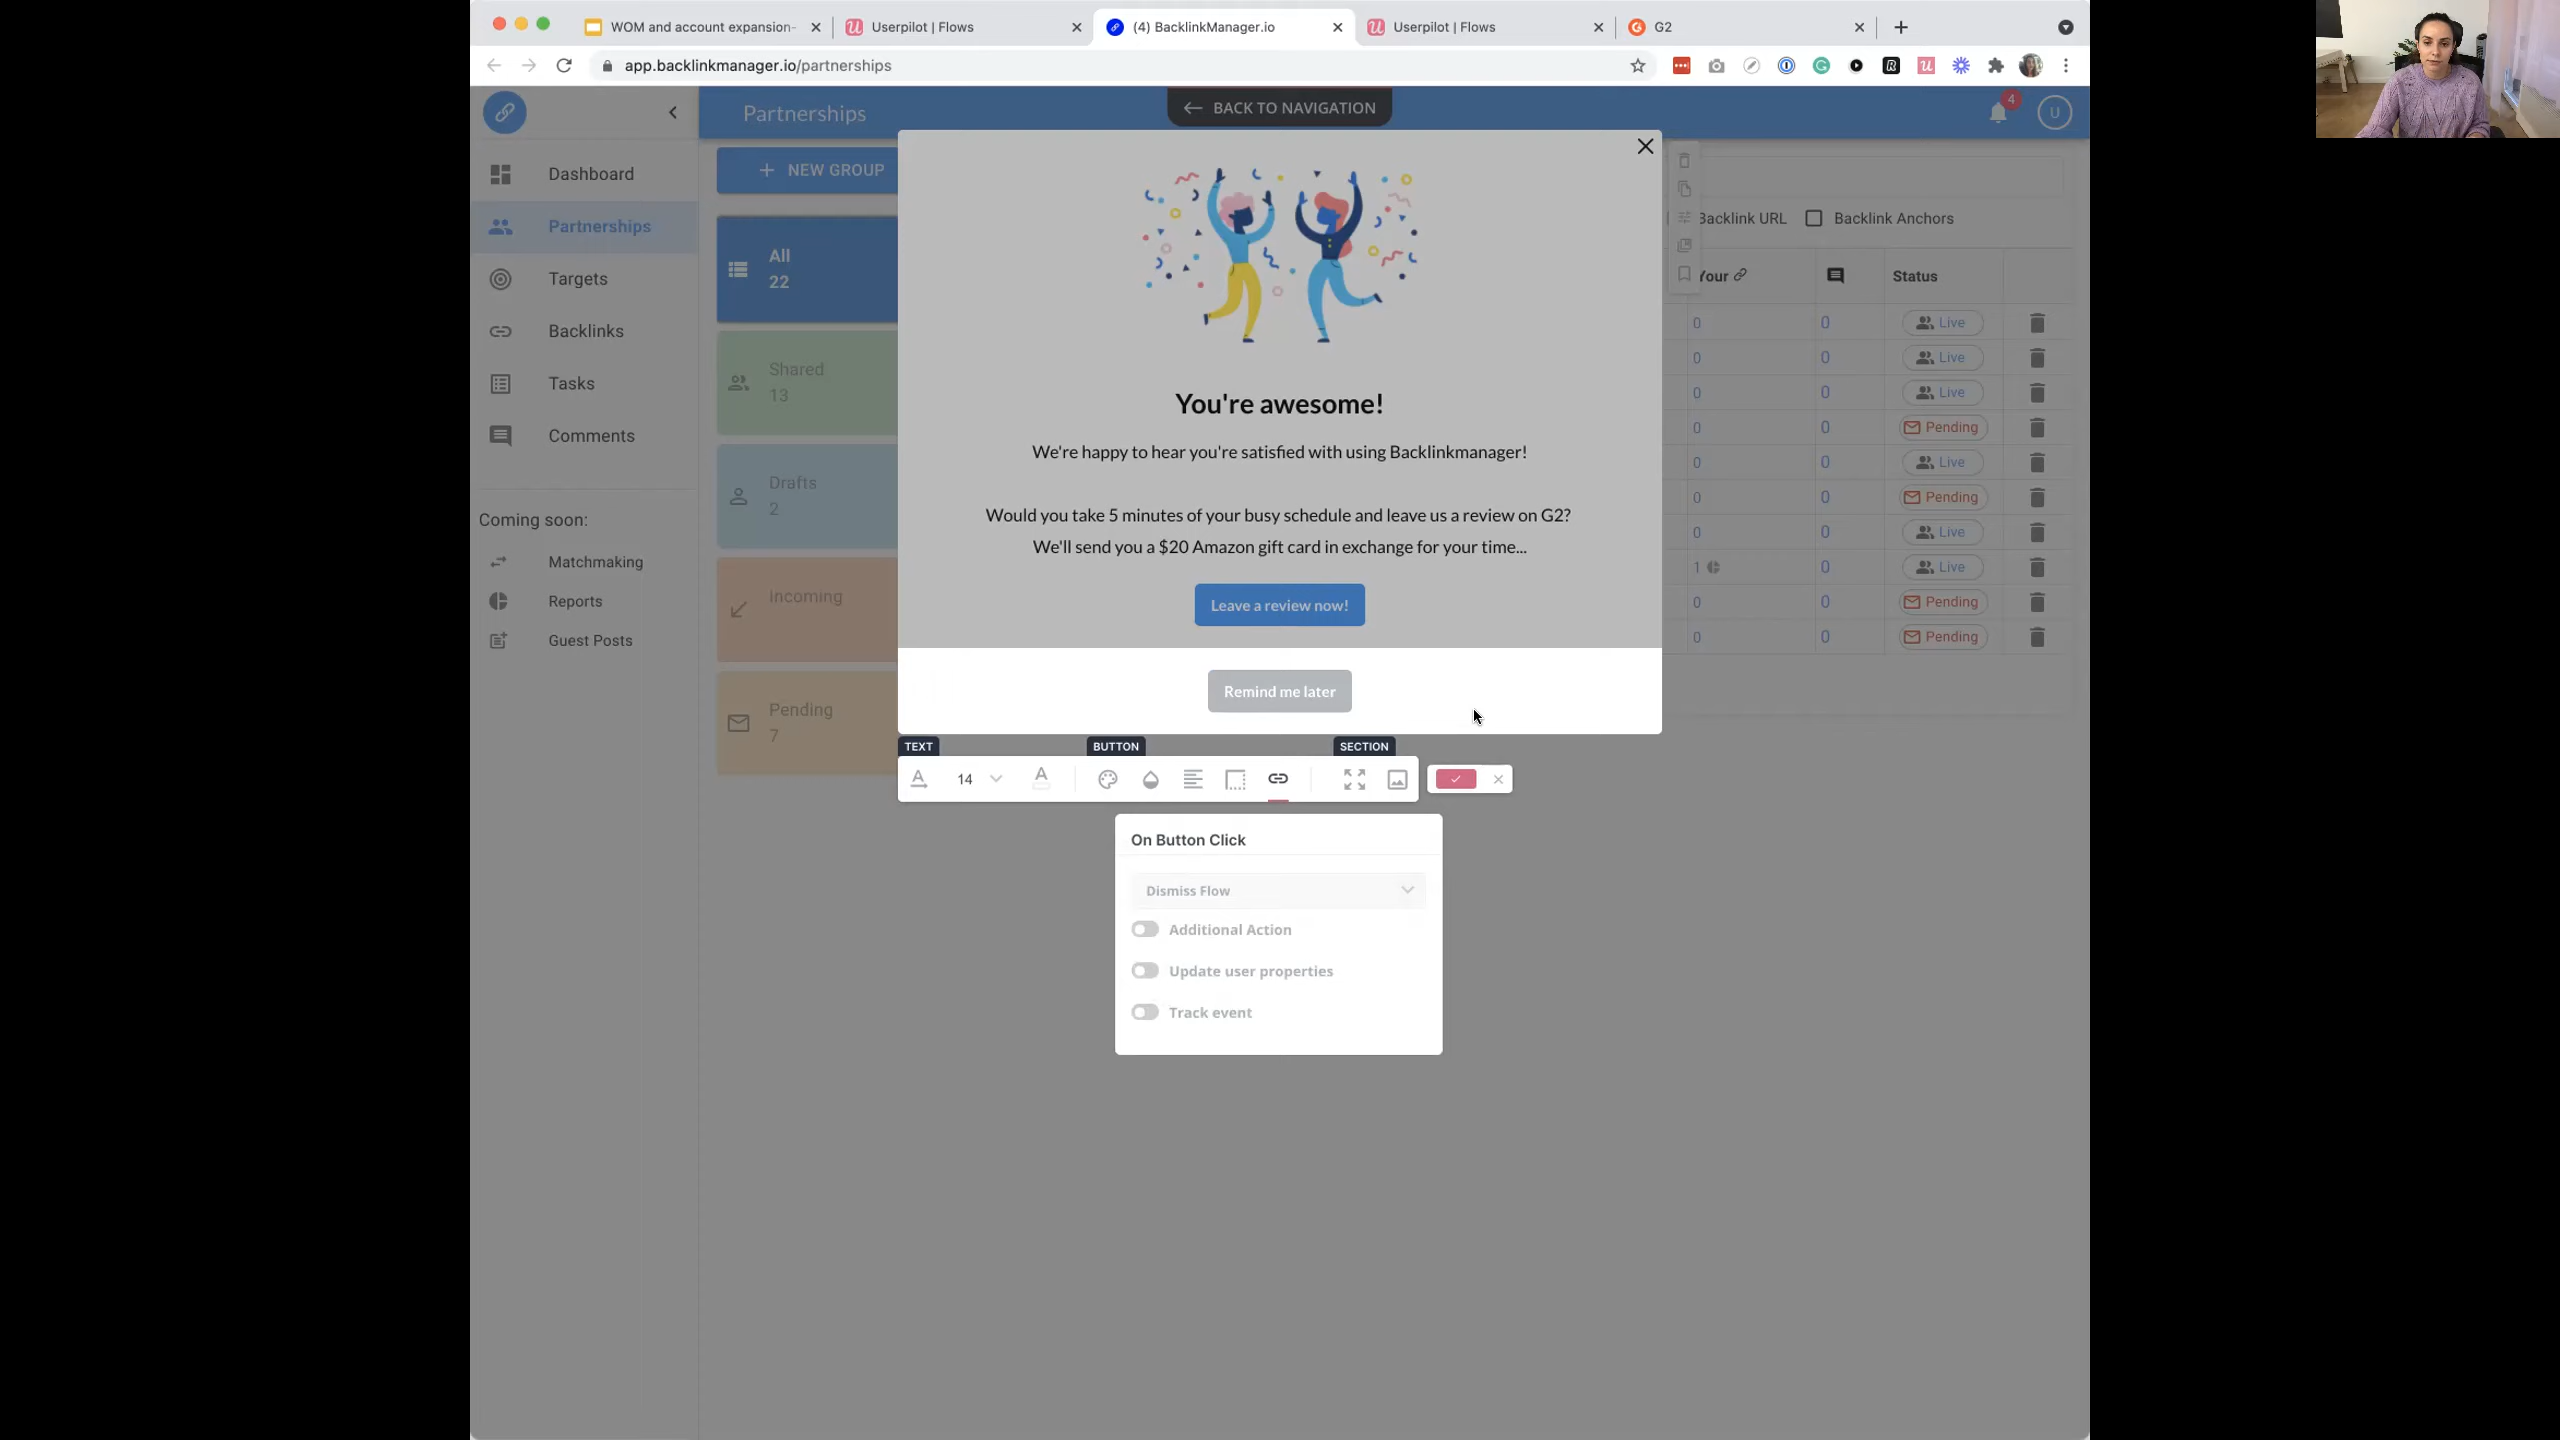 WOM and account expansion-
Userpilot | Flows
(4) BacklinkManager.io
Userpilot | Flows
G2
app.backlinkmanager.io/partnerships
Partnerships
BACK TO NAVIGATION
4
U
Dashboard
Partnerships
Targets
Backlinks
Tasks
Comments
Coming soon:
Matchmaking
Reports
Guest Posts
NEW GROUP
All
22
Shared
13
Drafts
2
Incoming
Pending
7
You're awesome!
We're happy to hear you're satisfied with using Backlinkmanager!
Would you take 5 minutes of your busy schedule and leave us a review on G2?
We'll send you a $20 Amazon gift card in exchange for your time...
Leave a review now!
Remind me later
Backlink URL
Backlink Anchors
Your
Status
0 0 Live
0 0 Live
0 0 Live
0 0 Pending
0 0 Live
0 0 Pending
0 0 Live
1 0 Live
0 0 Pending
0 0 Pending
TEXT
BUTTON
SECTION
14
On Button Click
Dismiss Flow
Additional Action
Update user properties
Track event